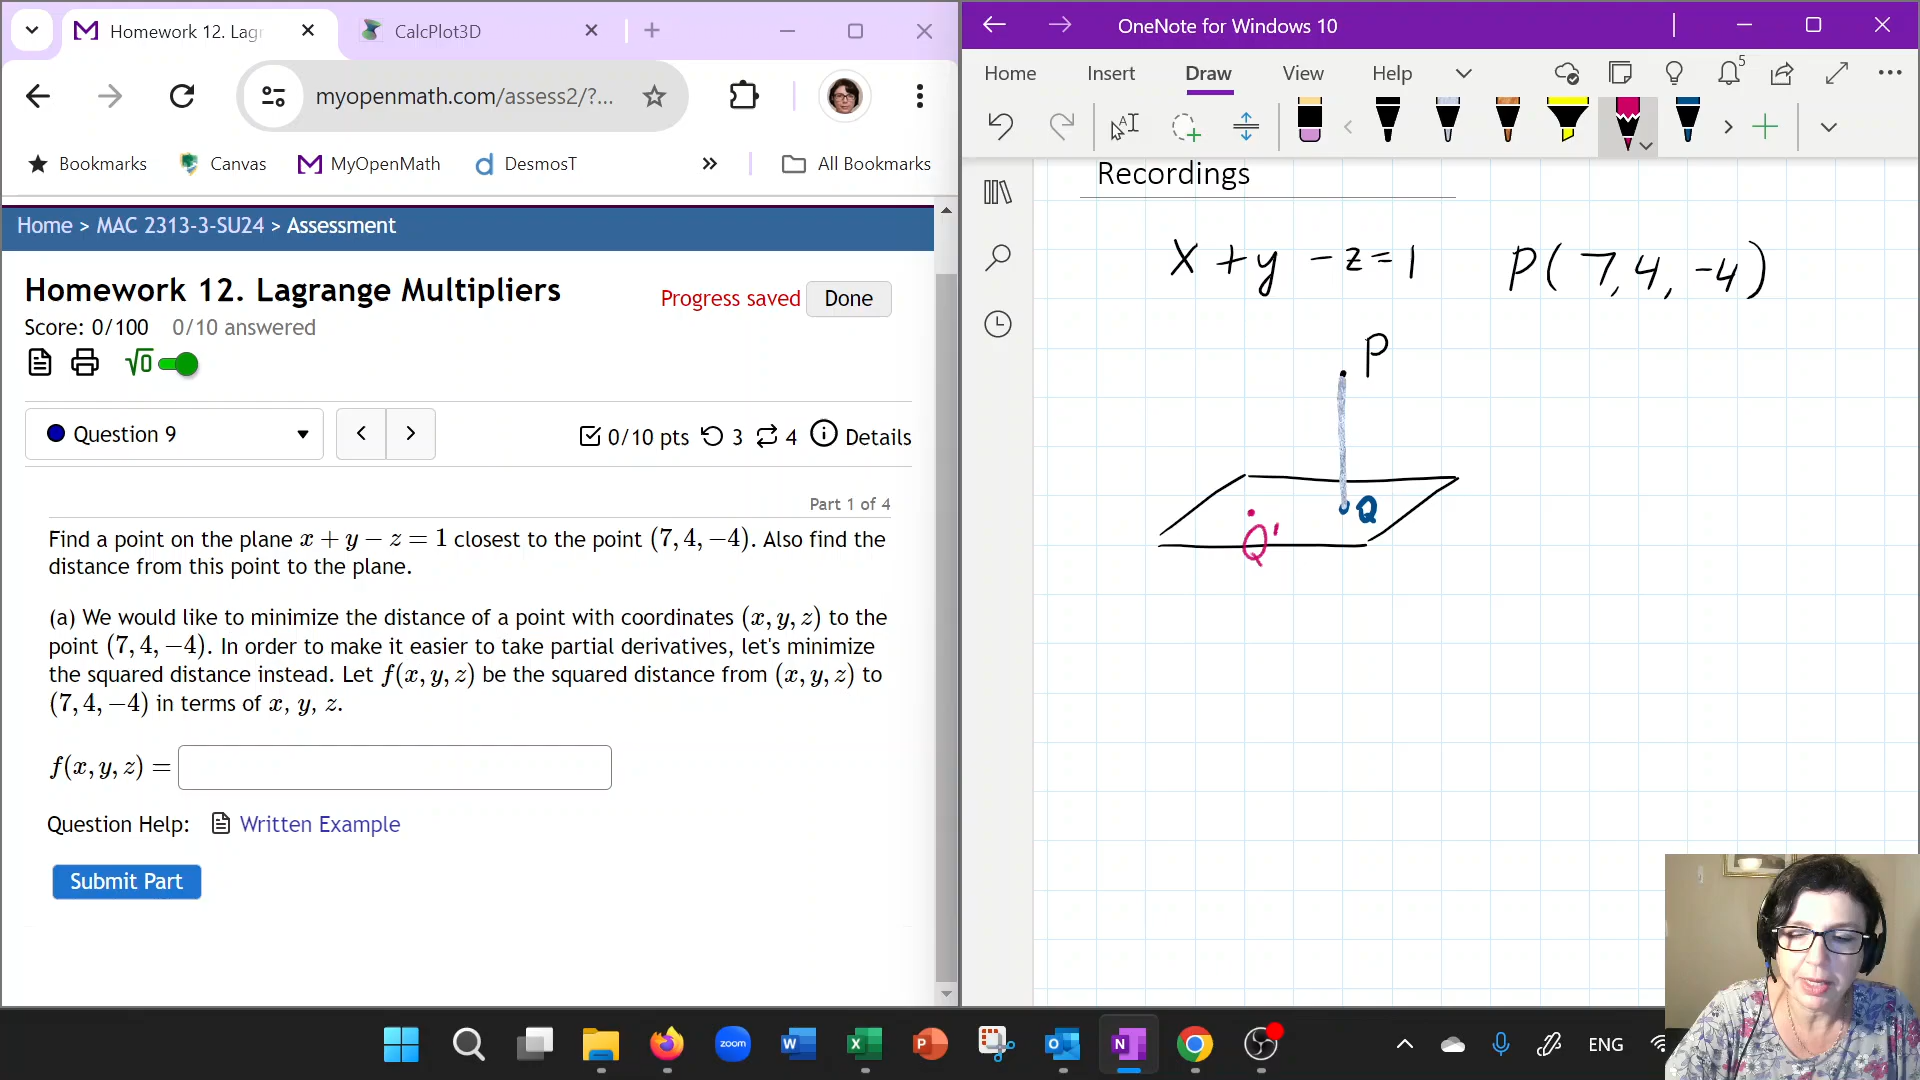 Homework 12. Lag
CalcPlot3D
myopenmath.com/assess2/?...
Bookmarks
Canvas
MyOpenMath
DesmosT
All Bookmarks
Home > MAC 2313-3-SU24 > Assessment
Homework 12. Lagrange Multipliers
Progress saved
Done
Score: 0/100 0/10 answered
√0
Question 9
0/10 pts 3 4 Details
Part 1 of 4
Find a point on the plane x + y − z = 1 closest to the point (7, 4, −4). Also find the
distance from this point to the plane.
(a) We would like to minimize the distance of a point with coordinates (x, y, z) to the
point (7, 4, −4). In order to make it easier to take partial derivatives, let's minimize
the squared distance instead. Let f(x, y, z) be the squared distance from (x, y, z) to
(7, 4, −4) in terms of x, y, z.
f(x, y, z) =
Question Help: Written Example
Submit Part
OneNote for Windows 10
Home Insert Draw View Help
5
Recordings
x + y − z = 1 P(7, 4, −4)
P
Q
Q'
zoom
W
X
P
O
N
ENG